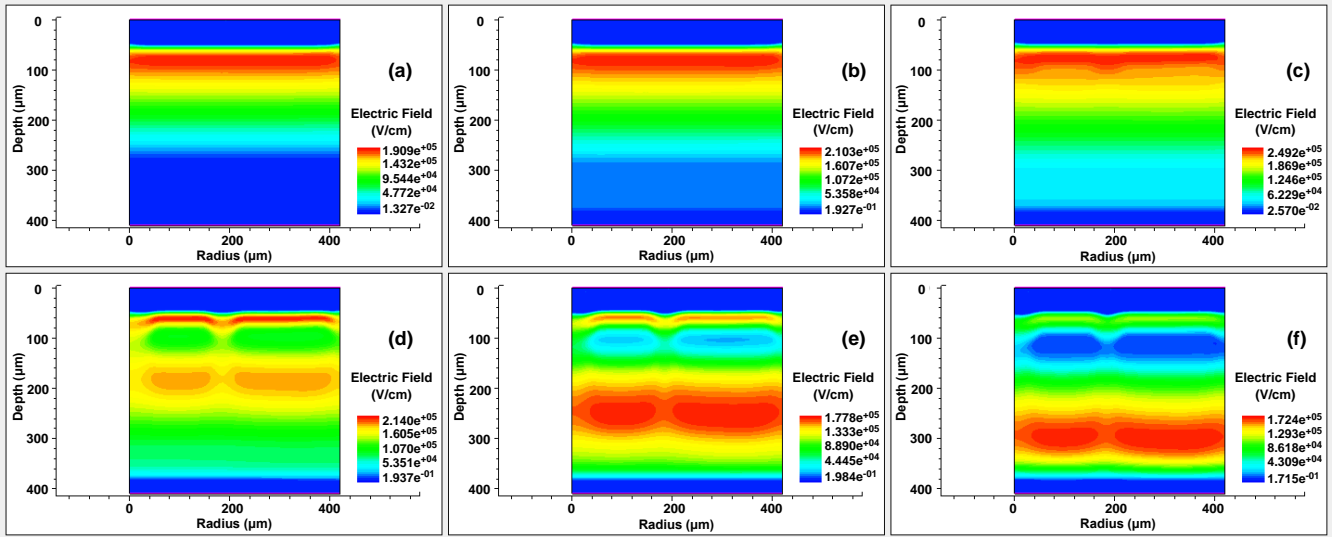 (a)
Depth (µm)
0
100
200
300
400
Electric Field
(V/cm)
1.909e+05
1.432e+05
9.544e+04
4.772e+04
1.327e-02
0 200 400
Radius (µm)
(b)
Depth (µm)
0
100
200
300
400
Electric Field
(V/cm)
2.103e+05
1.607e+05
1.072e+05
5.358e+04
1.927e-01
0 200 400
Radius (µm)
(c)
Depth (µm)
0
100
200
300
400
Electric Field
(V/cm)
2.492e+05
1.869e+05
1.246e+05
6.229e+04
2.570e-02
0 200 400
Radius (µm)
(d)
Depth (µm)
0
100
200
300
400
Electric Field
(V/cm)
2.140e+05
1.605e+05
1.070e+05
5.351e+04
1.937e-01
0 200 400
Radius (µm)
(e)
Depth (µm)
0
100
200
300
400
Electric Field
(V/cm)
1.778e+05
1.333e+05
8.890e+04
4.445e+04
1.984e-01
0 200 400
Radius (µm)
(f)
Depth (µm)
0
100
200
300
400
Electric Field
(V/cm)
1.724e+05
1.293e+05
8.618e+04
4.309e+04
1.715e-01
0 200 400
Radius (µm)